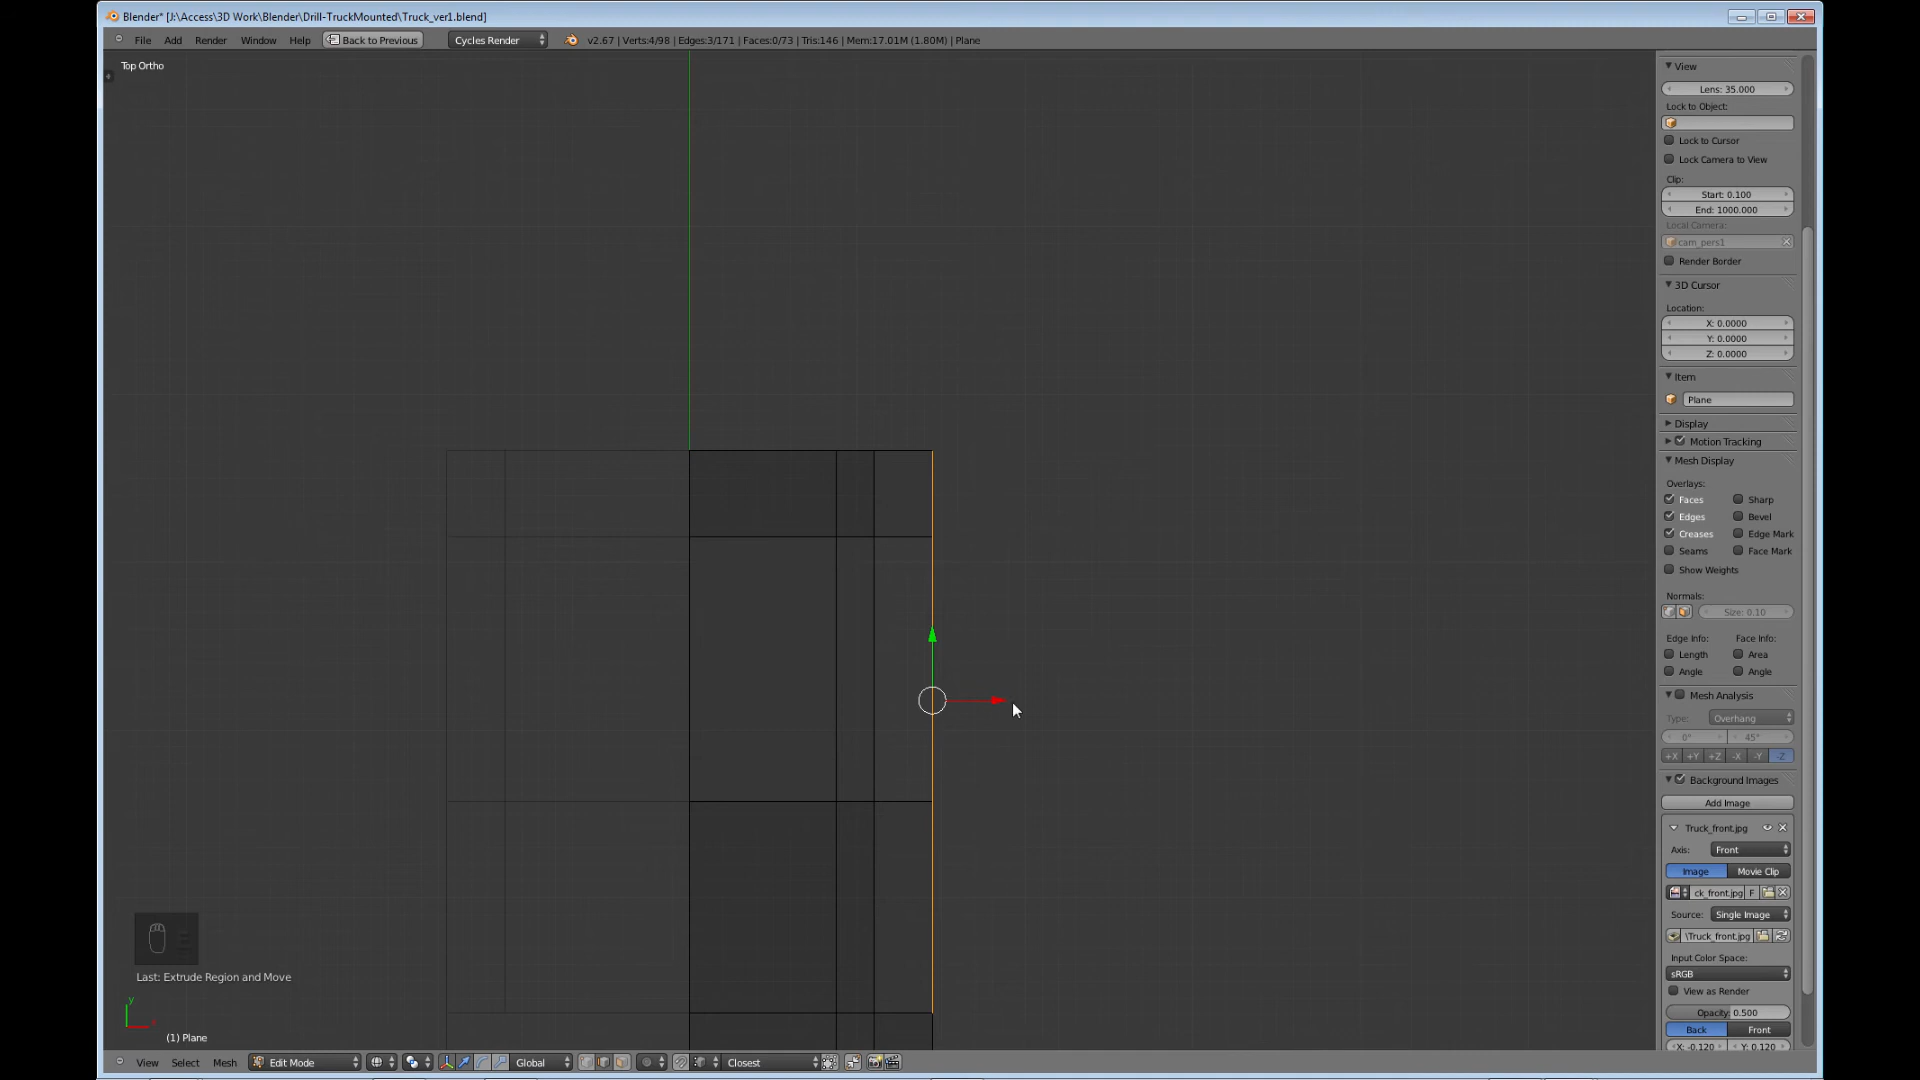 Blender* [J:\Access\3D Work\Blender\Drill-TruckMounted\Truck_ver1.blend]
File Add Render Window Help Back to Previous Cycles Render v2.67 | Verts:4/98 | Edges:3/171 | Faces:0/73 | Tris:146 | Mem:17.01M (1.80M) | Plane
Top Ortho
View
Lens: 35.000
Lock to Object:
Lock to Cursor
Lock Camera to View
Clip:
Start: 0.100
End: 1000.000
Local Camera:
cam_pers1
Render Border
3D Cursor
Location:
X: 0.0000
Y: 0.0000
Z: 0.0000
Item
Plane
Display
Motion Tracking
Mesh Display
Overlays:
Faces Sharp
Edges Bevel
Creases Edge Mark
Seams Face Mark
Show Weights
Normals:
Size: 0.10
Edge Info: Face Info:
Length Area
Angle Angle
Mesh Analysis
Type: Overhang
0° 45°
+X +Y +Z -X -Y -Z
Background Images
Add Image
Truck_front.jpg
Axis: Front
Image Movie Clip
ck_front.jpg F
Source: Single Image
\Truck_front.jpg
Input Color Space:
sRGB
View as Render
Opacity: 0.500
Back Front
X: -0.120 Y: 0.120
Last: Extrude Region and Move
y
(1) Plane
View Select Mesh Edit Mode Global Closest